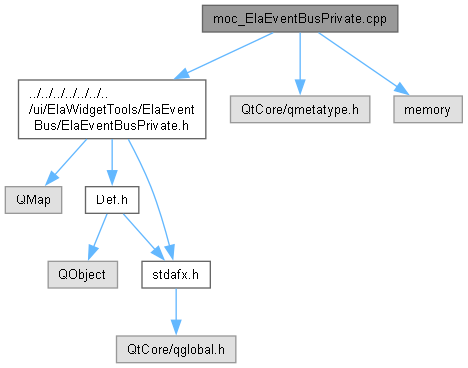 moc_ElaEventBusPrivate.cpp
../../../../../../..
/ui/ElaWidgetTools/ElaEvent
Bus/ElaEventBusPrivate.h
QtCore/qmetatype.h
memory
QMap
Def.h
QObject
stdafx.h
QtCore/qglobal.h